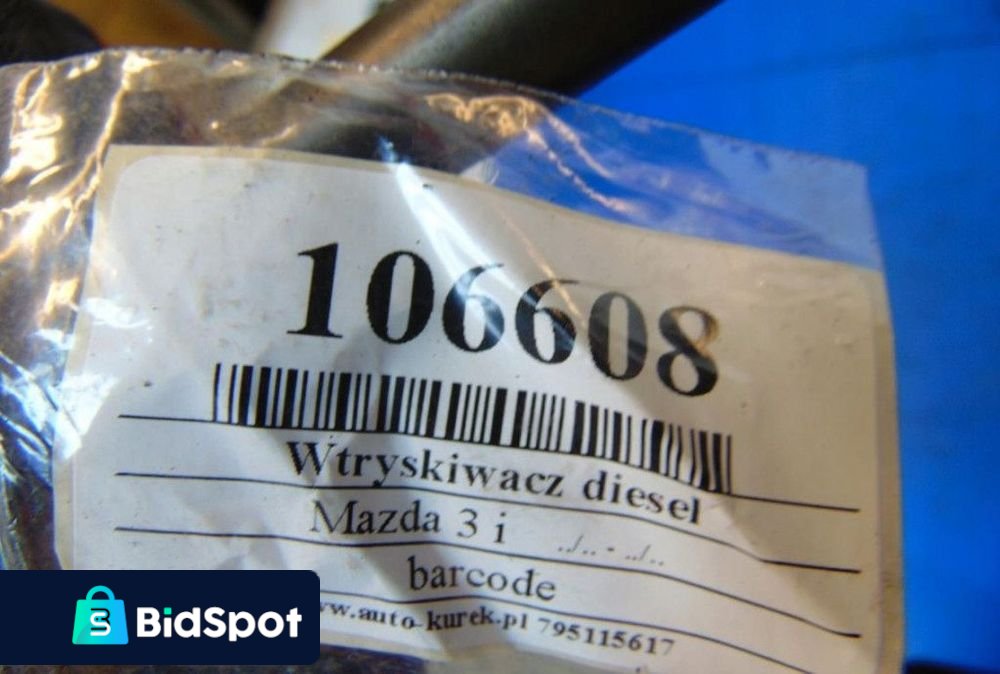 106608
Wtryskiwacz diesel
Mazda 3 i ../.. - ../..
barcode
www.auto-kurek.pl 795115617
BidSpot